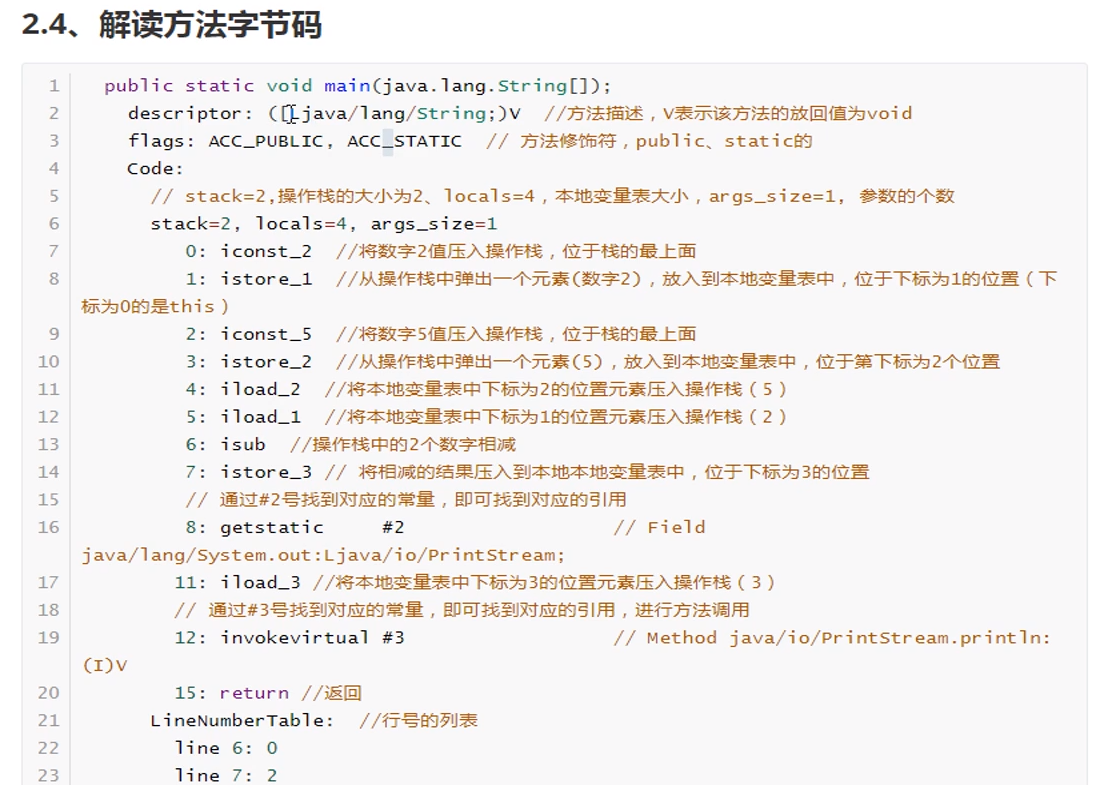 2.4、解读方法字节码
1 public static void main(java.lang.String[]);
2 descriptor: ([Ljava/lang/String;)V //方法描述，V表示该方法的放回值为void
3 flags: ACC_PUBLIC, ACC_STATIC // 方法修饰符，public、static的
4 Code:
5 // stack=2,操作栈的大小为2、locals=4，本地变量表大小，args_size=1, 参数的个数
6 stack=2, locals=4, args_size=1
7 0: iconst_2 //将数字2值压入操作栈，位于栈的最上面
8 1: istore_1 //从操作栈中弹出一个元素(数字2)，放入到本地变量表中，位于下标为1的位置（下
标为0的是this）
9 2: iconst_5 //将数字5值压入操作栈，位于栈的最上面
10 3: istore_2 //从操作栈中弹出一个元素(5)，放入到本地变量表中，位于第下标为2个位置
11 4: iload_2 //将本地变量表中下标为2的位置元素压入操作栈（5）
12 5: iload_1 //将本地变量表中下标为1的位置元素压入操作栈（2）
13 6: isub //操作栈中的2个数字相减
14 7: istore_3 // 将相减的结果压入到本地本地变量表中，位于下标为3的位置
15 // 通过#2号找到对应的常量，即可找到对应的引用
16 8: getstatic #2 // Field
java/lang/System.out:Ljava/io/PrintStream;
17 11: iload_3 //将本地变量表中下标为3的位置元素压入操作栈（3）
18 // 通过#3号找到对应的常量，即可找到对应的引用，进行方法调用
19 12: invokevirtual #3 // Method java/io/PrintStream.println:
(I)V
20 15: return //返回
21 LineNumberTable: //行号的列表
22 line 6: 0
23 line 7: 2